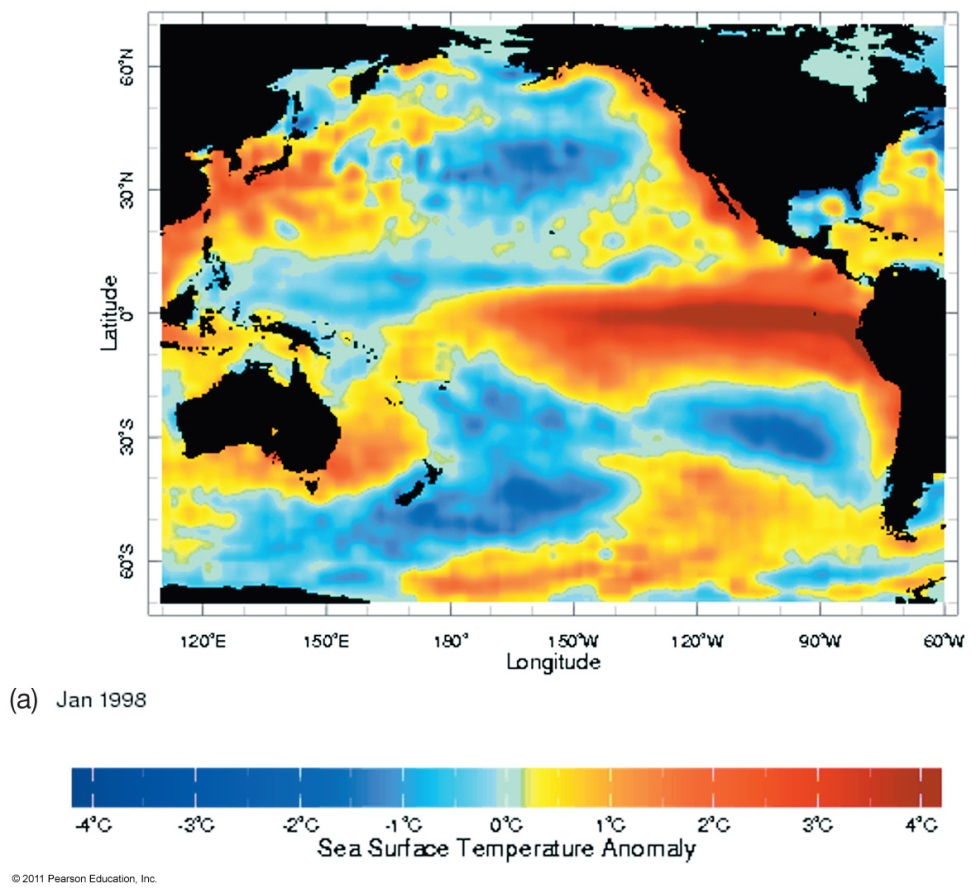 60°N
30°N
0°
30°S
60°S
Latitude
120°E 150°E 180° 150°W 120°W 90°W 60°W
Longitude
(a) Jan 1998
-4°C -3°C -2°C -1°C 0°C 1°C 2°C 3°C 4°C
Sea Surface Temperature Anomaly
© 2011 Pearson Education, Inc.